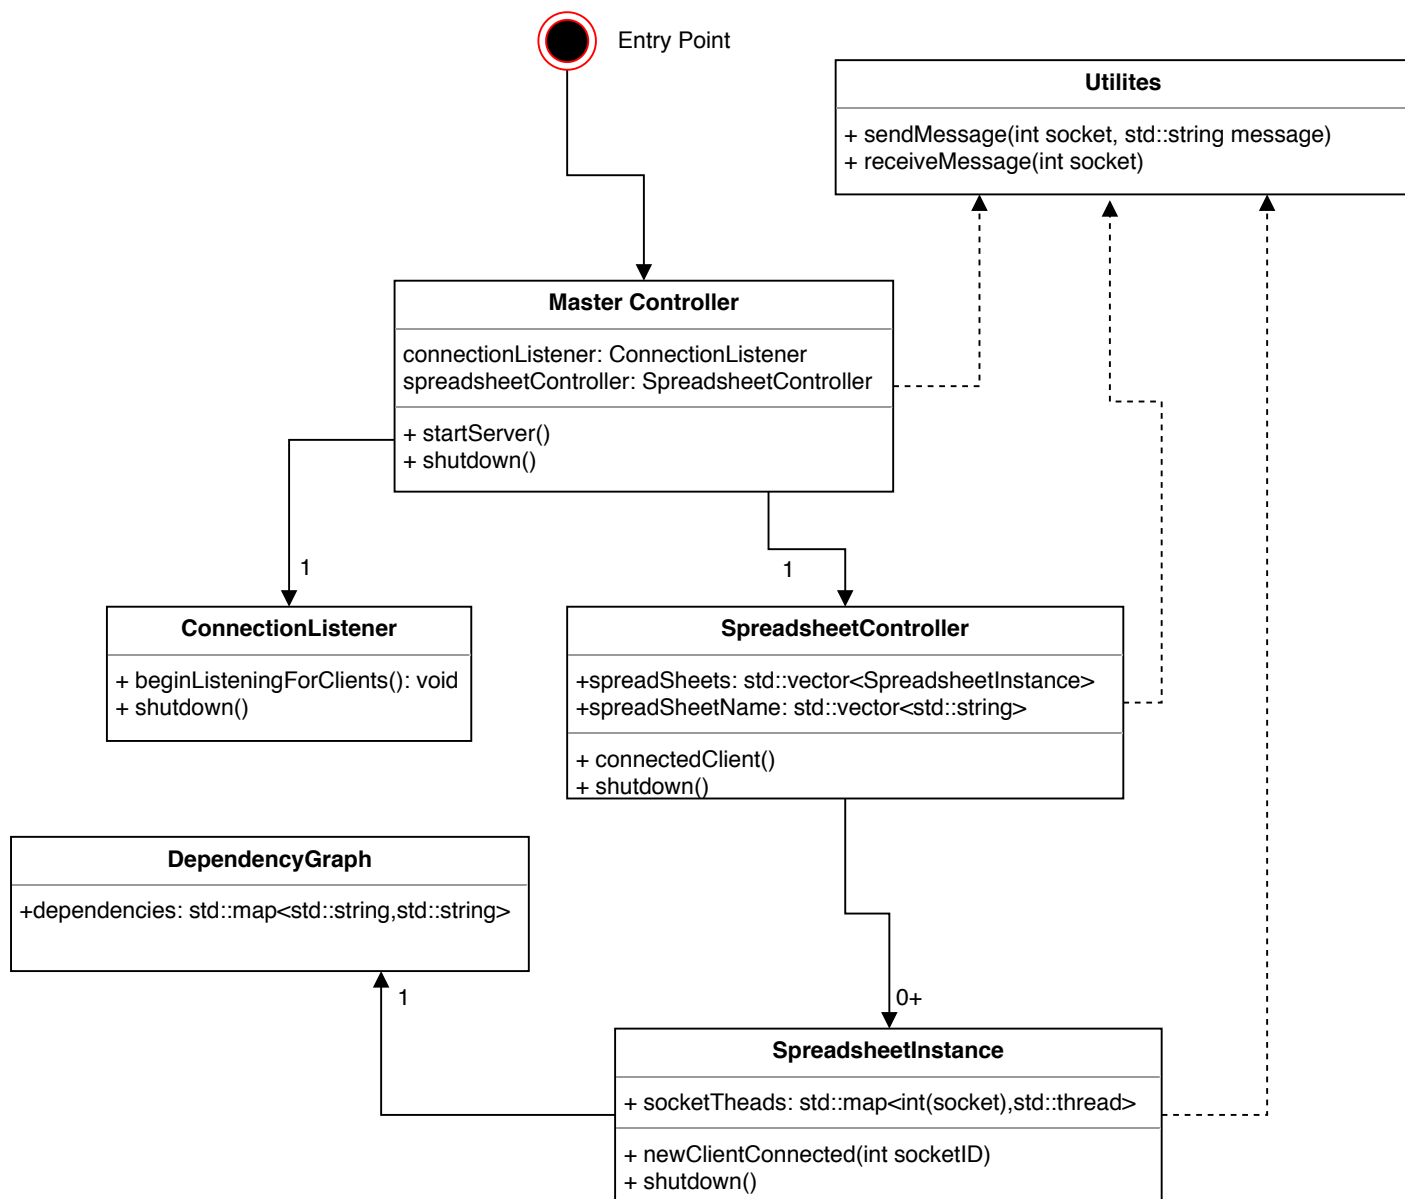 Entry Point
Utilites
+ sendMessage(int socket, std::string message)
+ receiveMessage(int socket)
Master Controller
connectionListener: ConnectionListener
spreadsheetController: SpreadsheetController
+ startServer()
+ shutdown()
1
1
ConnectionListener
+ beginListeningForClients(): void
+ shutdown()
SpreadsheetController
+spreadSheets: std::vector<SpreadsheetInstance>
+spreadSheetName: std::vector<std::string>
+ connectedClient()
+ shutdown()
DependencyGraph
+dependencies: std::map<std::string,std::string>
1
0+
SpreadsheetInstance
+ socketTheads: std::map<int(socket),std::thread>
+ newClientConnected(int socketID)
+ shutdown()